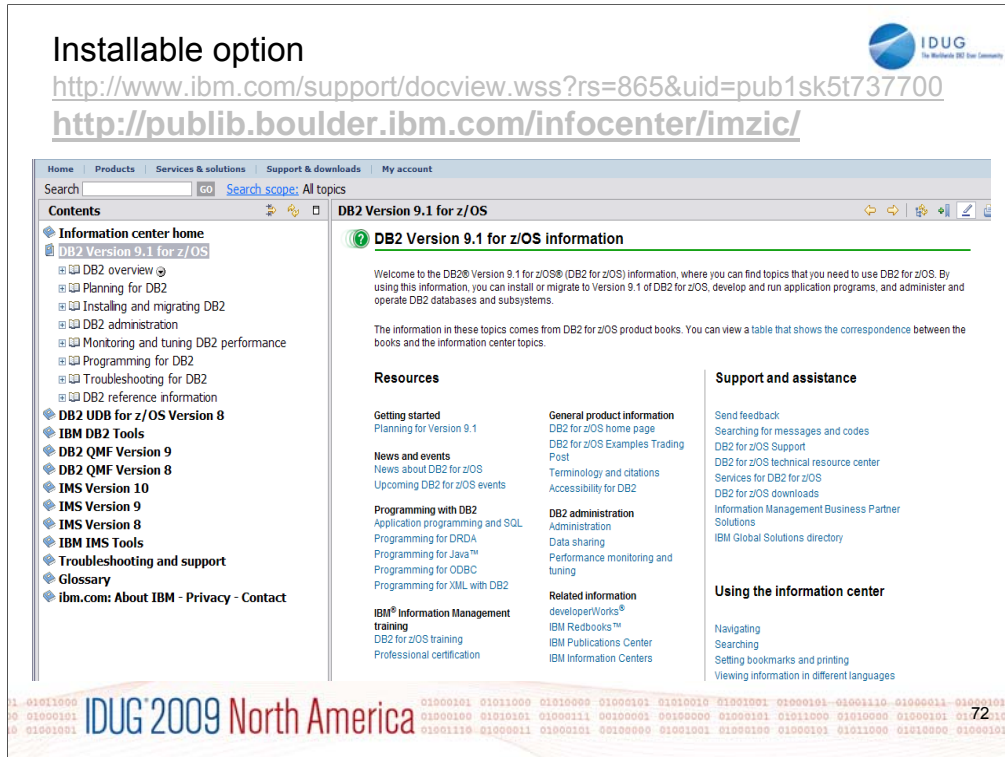 Installable option
IDUG
The Worldwide DB2 User Community
http://www.ibm.com/support/docview.wss?rs=865&uid=pub1sk5t737700
http://publib.boulder.ibm.com/infocenter/imzic/
Home | Products | Services & solutions | Support & downloads | My account
Search GO Search scope: All topics
Contents
Information center home
DB2 Version 9.1 for z/OS
DB2 overview
Planning for DB2
Installing and migrating DB2
DB2 administration
Monitoring and tuning DB2 performance
Programming for DB2
Troubleshooting for DB2
DB2 reference information
DB2 UDB for z/OS Version 8
IBM DB2 Tools
DB2 QMF Version 9
DB2 QMF Version 8
IMS Version 10
IMS Version 9
IMS Version 8
IBM IMS Tools
Troubleshooting and support
Glossary
ibm.com: About IBM - Privacy - Contact
DB2 Version 9.1 for z/OS
DB2 Version 9.1 for z/OS information
Welcome to the DB2® Version 9.1 for z/OS® (DB2 for z/OS) information, where you can find topics that you need to use DB2 for z/OS. By
using this information, you can install or migrate to Version 9.1 of DB2 for z/OS, develop and run application programs, and administer and
operate DB2 databases and subsystems.
The information in these topics comes from DB2 for z/OS product books. You can view a table that shows the correspondence between the
books and the information center topics.
Resources
Getting started
Planning for Version 9.1
News and events
News about DB2 for z/OS
Upcoming DB2 for z/OS events
Programming with DB2
Application programming and SQL
Programming for DRDA
Programming for Java™
Programming for ODBC
Programming for XML with DB2
IBM® Information Management
training
DB2 for z/OS training
Professional certification
General product information
DB2 for z/OS home page
DB2 for z/OS Examples Trading
Post
Terminology and citations
Accessibility for DB2
DB2 administration
Administration
Data sharing
Performance monitoring and
tuning
Related information
developerWorks®
IBM Redbooks™
IBM Publications Center
IBM Information Centers
Support and assistance
Send feedback
Searching for messages and codes
DB2 for z/OS Support
DB2 for z/OS technical resource center
Services for DB2 for z/OS
DB2 for z/OS downloads
Information Management Business Partner
Solutions
IBM Global Solutions directory
Using the information center
Navigating
Searching
Setting bookmarks and printing
Viewing information in different languages
IDUG 2009 North America
72